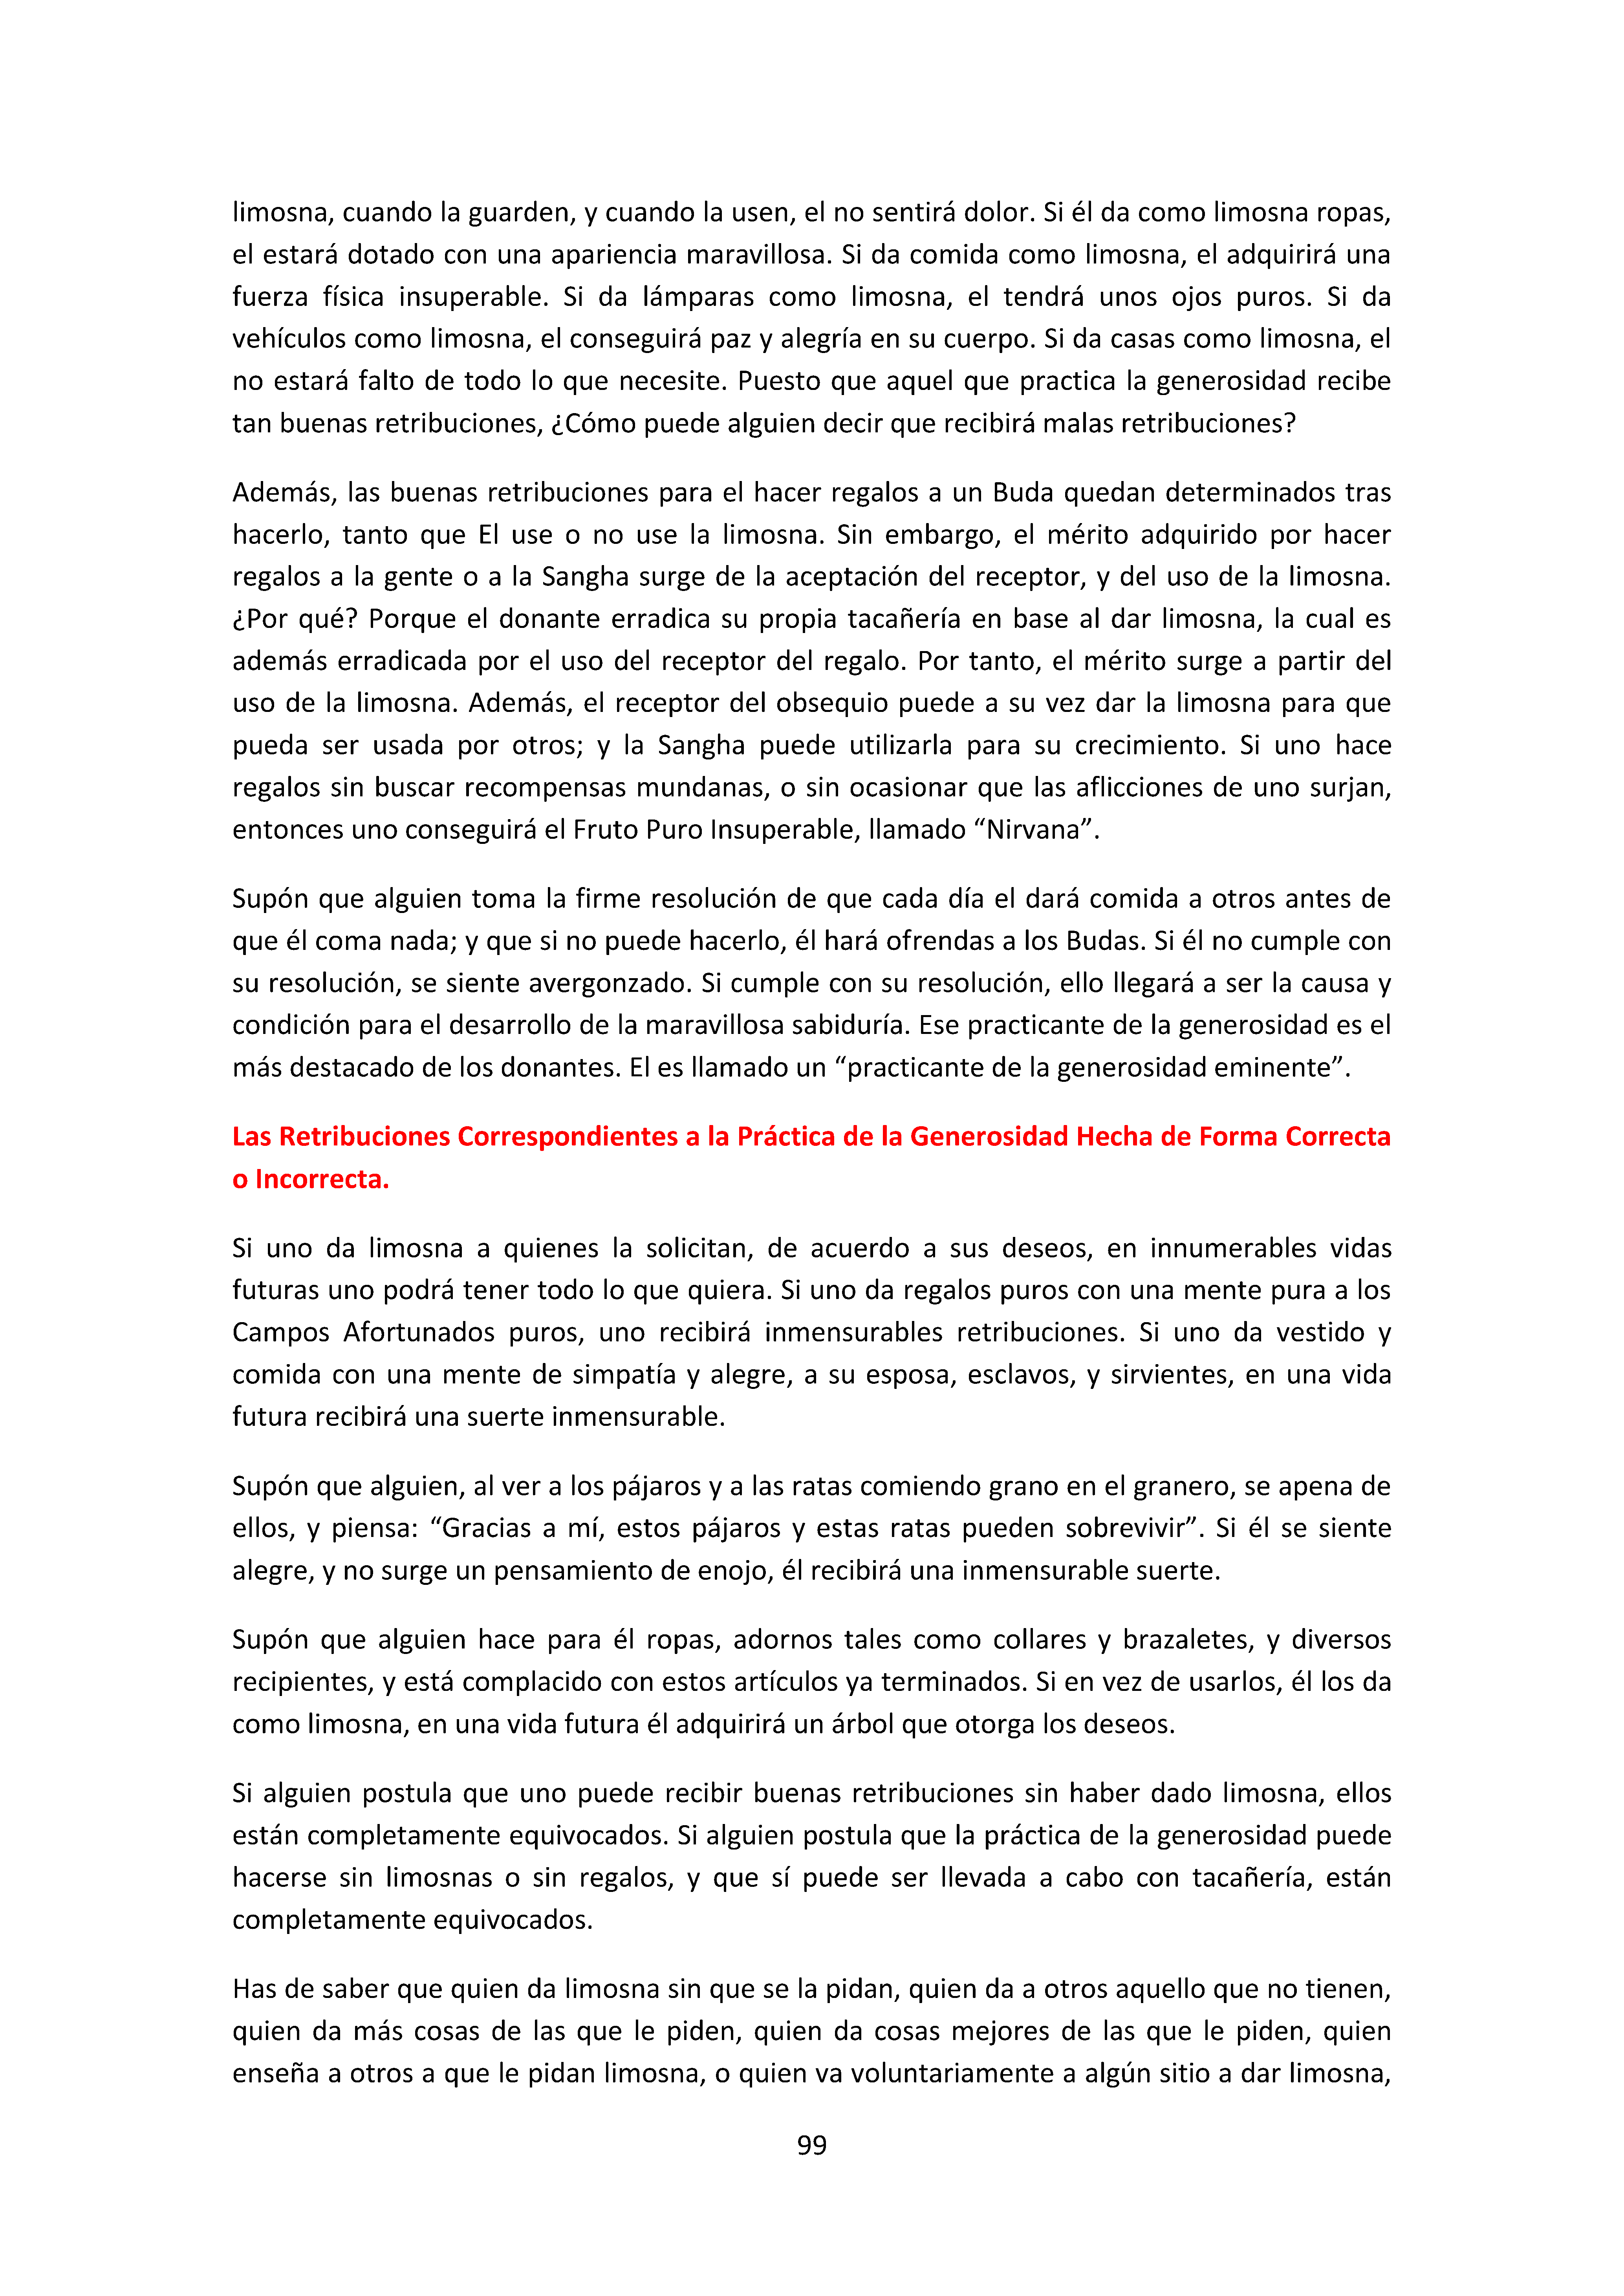 limosna, cuando la guarden, y cuando la usen, el no sentirá dolor. Si él da como limosna ropas,
el estará dotado con una apariencia maravillosa. Si da comida como limosna, el adquirirá una
fuerza física insuperable. Si da lámparas como limosna, el tendrá unos ojos puros. Si da
vehículos como limosna, el conseguirá paz y alegría en su cuerpo. Si da casas como limosna, el
no estará falto de todo lo que necesite. Puesto que aquel que practica la generosidad recibe
tan buenas retribuciones, ¿Cómo puede alguien decir que recibirá malas retribuciones?
Además, las buenas retribuciones para el hacer regalos a un Buda quedan determinados tras
hacerlo, tanto que El use o no use la limosna. Sin embargo, el mérito adquirido por hacer
regalos a la gente o a la Sangha surge de la aceptación del receptor, y del uso de la limosna.
¿Por qué? Porque el donante erradica su propia tacañería en base al dar limosna, la cual es
además erradicada por el uso del receptor del regalo. Por tanto, el mérito surge a partir del
uso de la limosna. Además, el receptor del obsequio puede a su vez dar la limosna para que
pueda ser usada por otros; y la Sangha puede utilizarla para su crecimiento. Si uno hace
regalos sin buscar recompensas mundanas, o sin ocasionar que las aflicciones de uno surjan,
entonces uno conseguirá el Fruto Puro Insuperable, llamado “Nirvana”.
Supón que alguien toma la firme resolución de que cada día el dará comida a otros antes de
que él coma nada; y que si no puede hacerlo, él hará ofrendas a los Budas. Si él no cumple con
su resolución, se siente avergonzado. Si cumple con su resolución, ello llegará a ser la causa y
condición para el desarrollo de la maravillosa sabiduría. Ese practicante de la generosidad es el
más destacado de los donantes. El es llamado un “practicante de la generosidad eminente”.
Las Retribuciones Correspondientes a la Práctica de la Generosidad Hecha de Forma Correcta
o Incorrecta.
Si uno da limosna a quienes la solicitan, de acuerdo a sus deseos, en innumerables vidas
futuras uno podrá tener todo lo que quiera. Si uno da regalos puros con una mente pura a los
Campos Afortunados puros, uno recibirá inmensurables retribuciones. Si uno da vestido y
comida con una mente de simpatía y alegre, a su esposa, esclavos, y sirvientes, en una vida
futura recibirá una suerte inmensurable.
Supón que alguien, al ver a los pájaros y a las ratas comiendo grano en el granero, se apena de
ellos, y piensa: “Gracias a mí, estos pájaros y estas ratas pueden sobrevivir”. Si él se siente
alegre, y no surge un pensamiento de enojo, él recibirá una inmensurable suerte.
Supón que alguien hace para él ropas, adornos tales como collares y brazaletes, y diversos
recipientes, y está complacido con estos artículos ya terminados. Si en vez de usarlos, él los da
como limosna, en una vida futura él adquirirá un árbol que otorga los deseos.
Si alguien postula que uno puede recibir buenas retribuciones sin haber dado limosna, ellos
están completamente equivocados. Si alguien postula que la práctica de la generosidad puede
hacerse sin limosnas o sin regalos, y que sí puede ser llevada a cabo con tacañería, están
completamente equivocados.
Has de saber que quien da limosna sin que se la pidan, quien da a otros aquello que no tienen,
quien da más cosas de las que le piden, quien da cosas mejores de las que le piden, quien
enseña a otros a que le pidan limosna, o quien va voluntariamente a algún sitio a dar limosna,
99